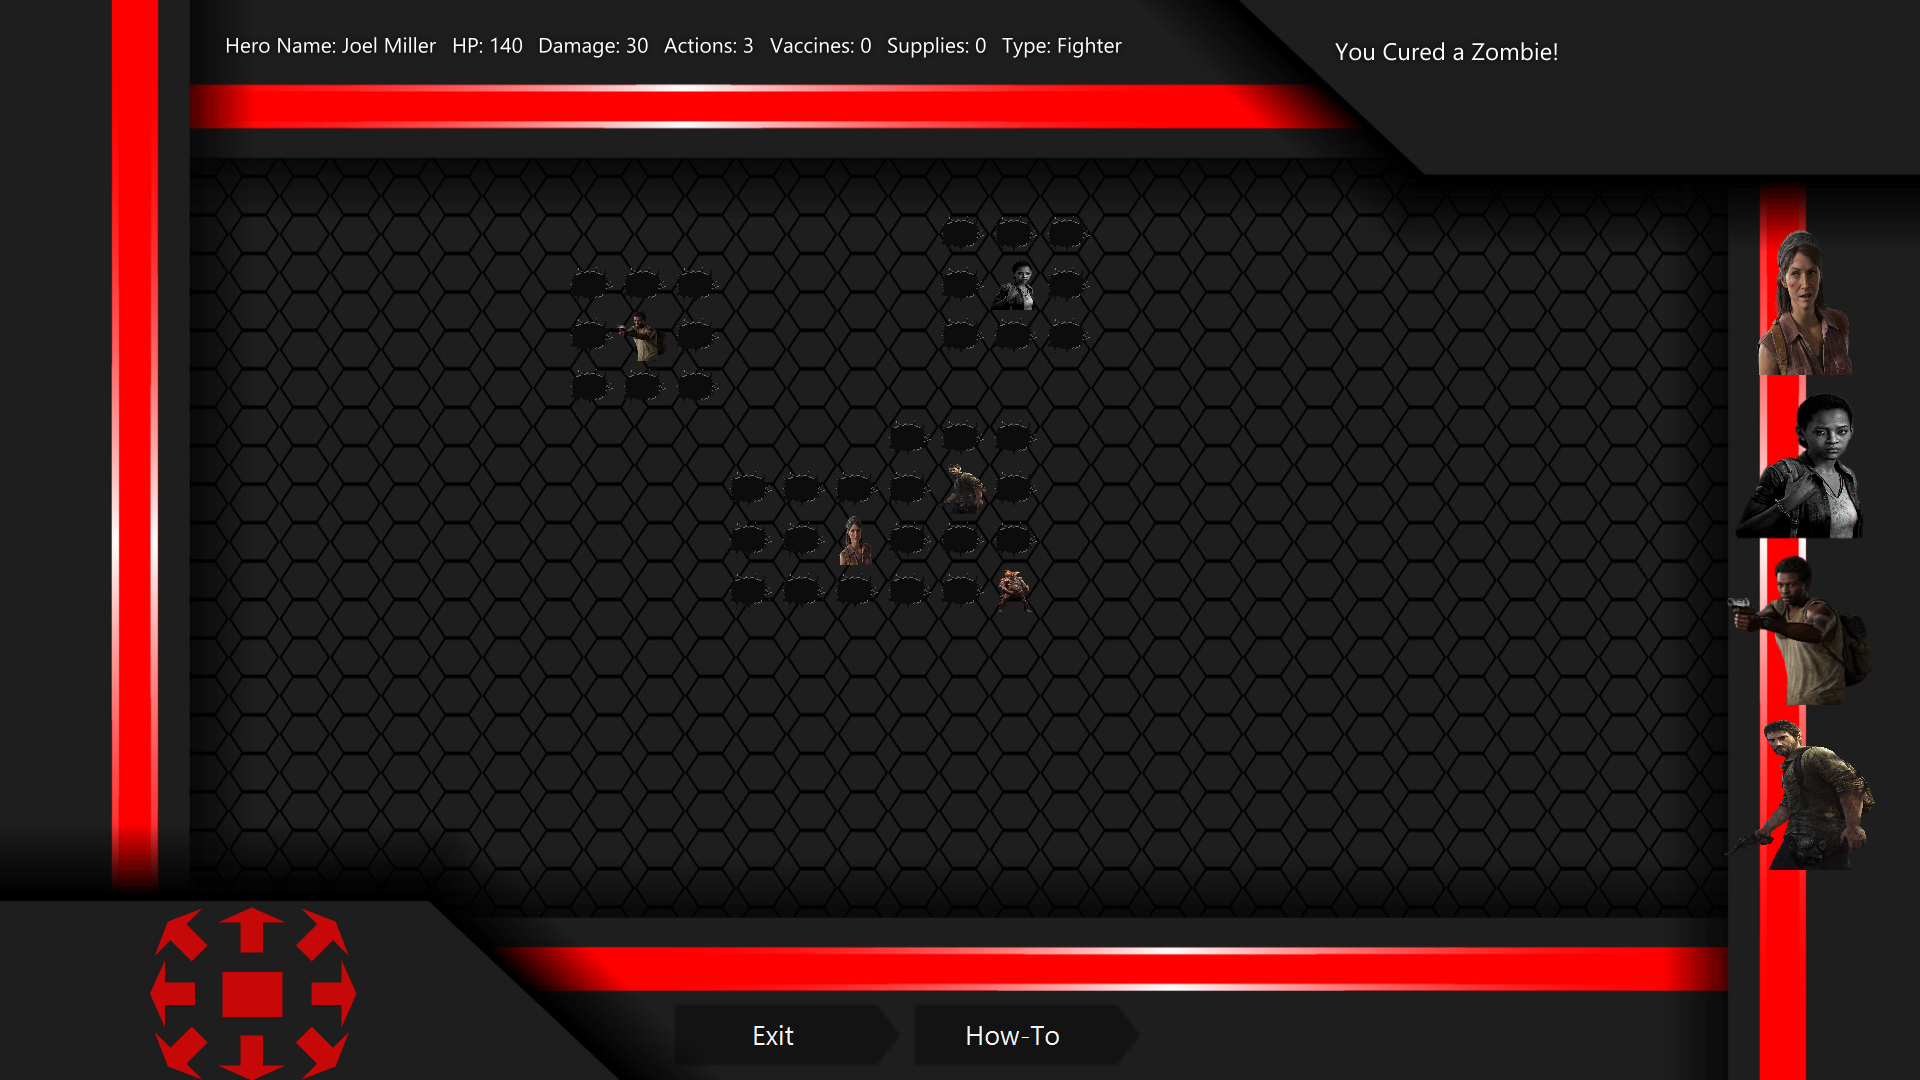 Hero Name: Joel Miller HP: 140 Damage: 30 Actions: 3 Vaccines: 0 Supplies: 0 Type: Fighter
You Cured a Zombie!
Exit
How-To